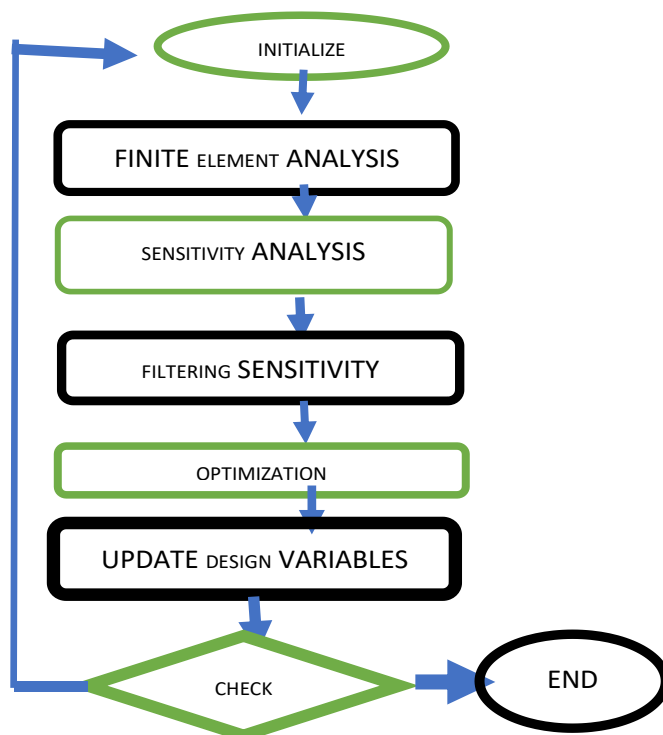 INITIALIZE
FINITE ELEMENT ANALYSIS
SENSITIVITY ANALYSIS
FILTERING SENSITIVITY
OPTIMIZATION
UPDATE DESIGN VARIABLES
CHECK
END